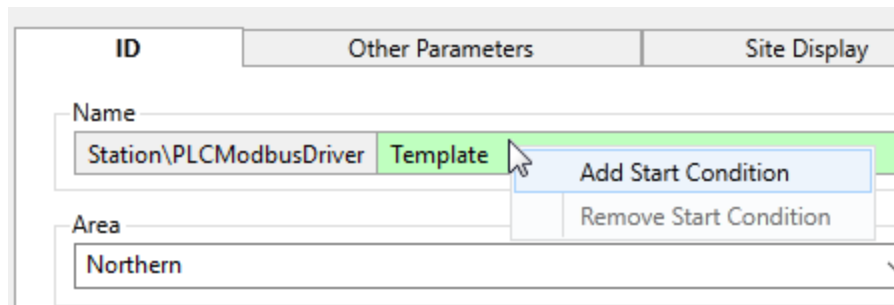 ID Other Parameters Site Display
Name
Station\PLCModbusDriver Template
Add Start Condition
Remove Start Condition
Area
Northern